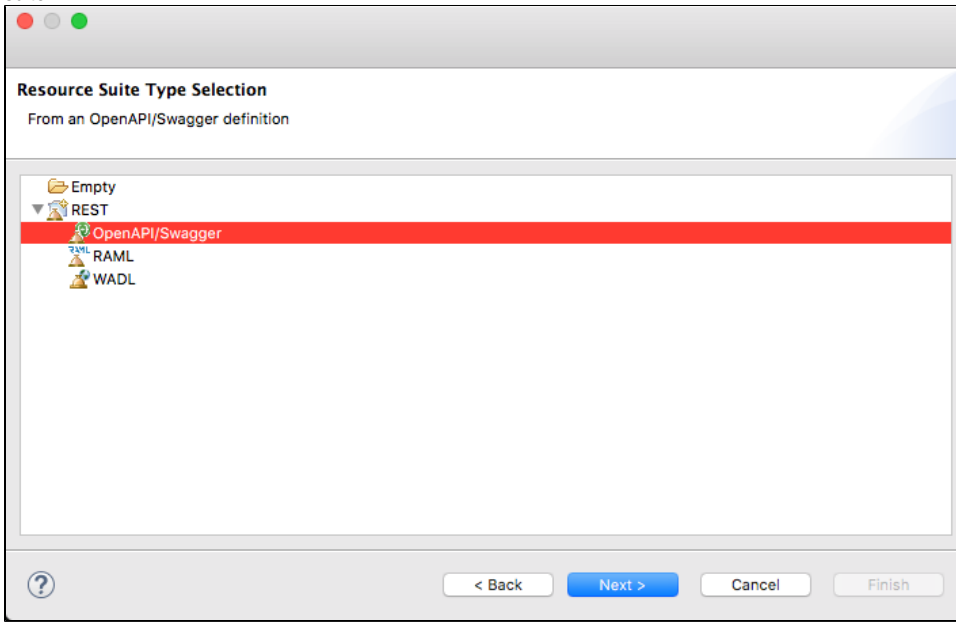 Resource Suite Type Selection
From an OpenAPI/Swagger definition
Empty
REST
OpenAPI/Swagger
RAML
RAML
WADL
?
< Back
Next >
Cancel
Finish